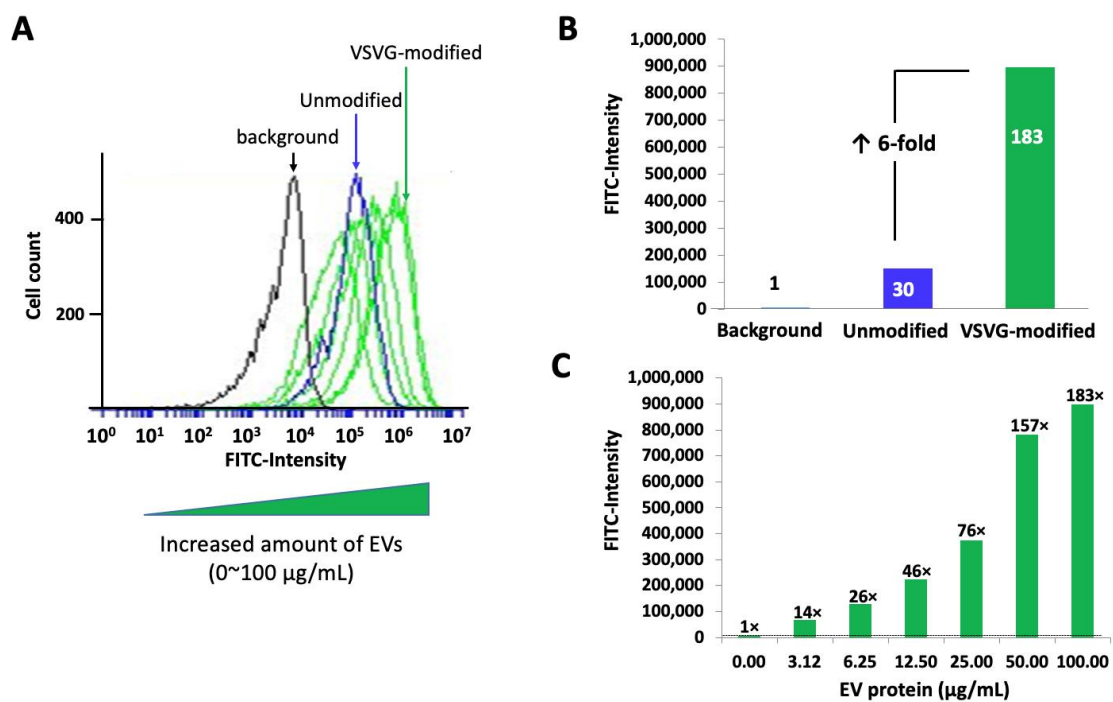 A
VSVG-modified
Unmodified
background
400
200
Cell count
10⁰ 10¹ 10² 10³ 10⁴ 10⁵ 10⁶ 10⁷
FITC-Intensity
Increased amount of EVs
(0~100 µg/mL)
B
1,000,000
900,000
800,000
700,000
600,000
500,000
400,000
300,000
200,000
100,000
0
FITC-Intensity
↑ 6-fold
1
30
183
Background Unmodified VSVG-modified
C
1,000,000
900,000
800,000
700,000
600,000
500,000
400,000
300,000
200,000
100,000
0
FITC-Intensity
1× 14× 26× 46× 76× 157× 183×
0.00 3.12 6.25 12.50 25.00 50.00 100.00
EV protein (µg/mL)